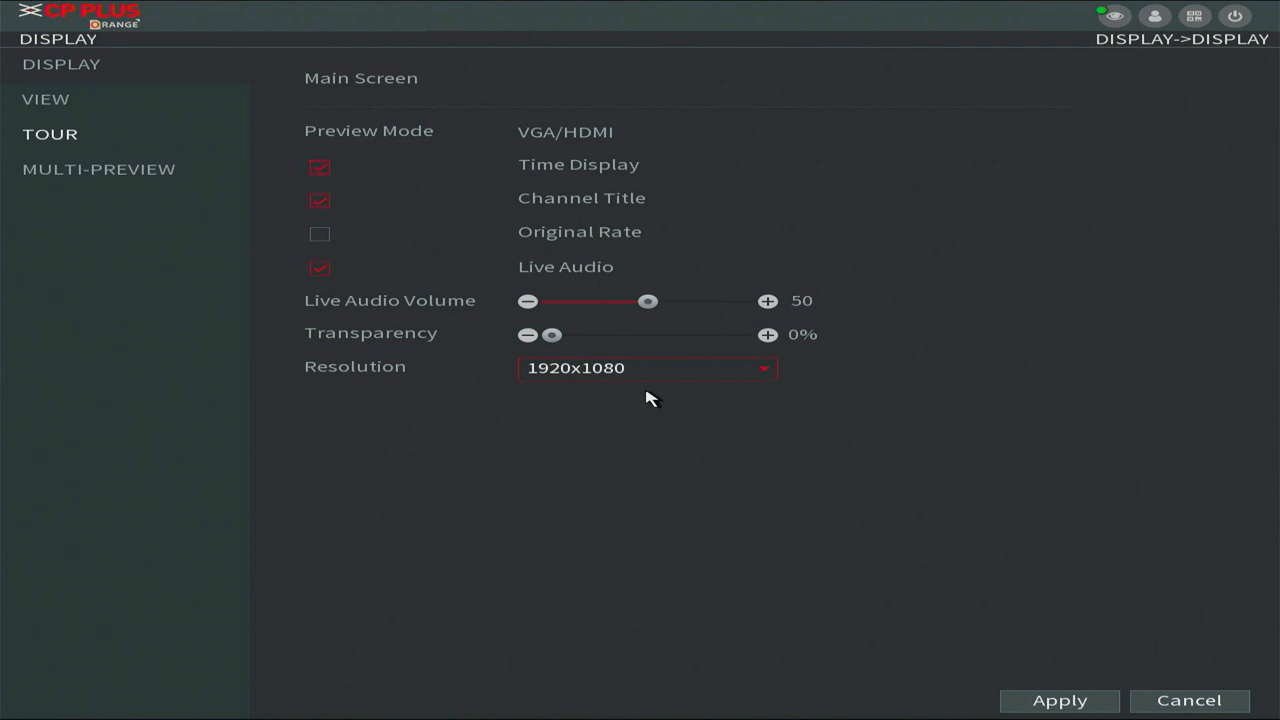 CP PLUS
ORANGE
DISPLAY
DISPLAY->DISPLAY
DISPLAY
VIEW
TOUR
MULTI-PREVIEW
Main Screen
Preview Mode VGA/HDMI
Time Display
Channel Title
Original Rate
Live Audio
Live Audio Volume 50
Transparency 0%
Resolution 1920x1080
Apply Cancel